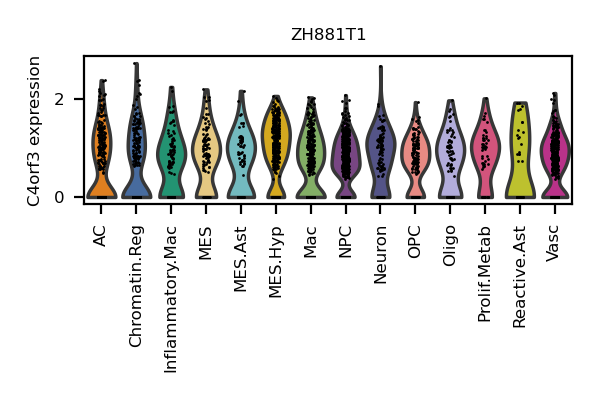 ZH881T1
C4orf3 expression
2
0
AC
Chromatin.Reg
Inflammatory.Mac
MES
MES.Ast
MES.Hyp
Mac
NPC
Neuron
OPC
Oligo
Prolif.Metab
Reactive.Ast
Vasc